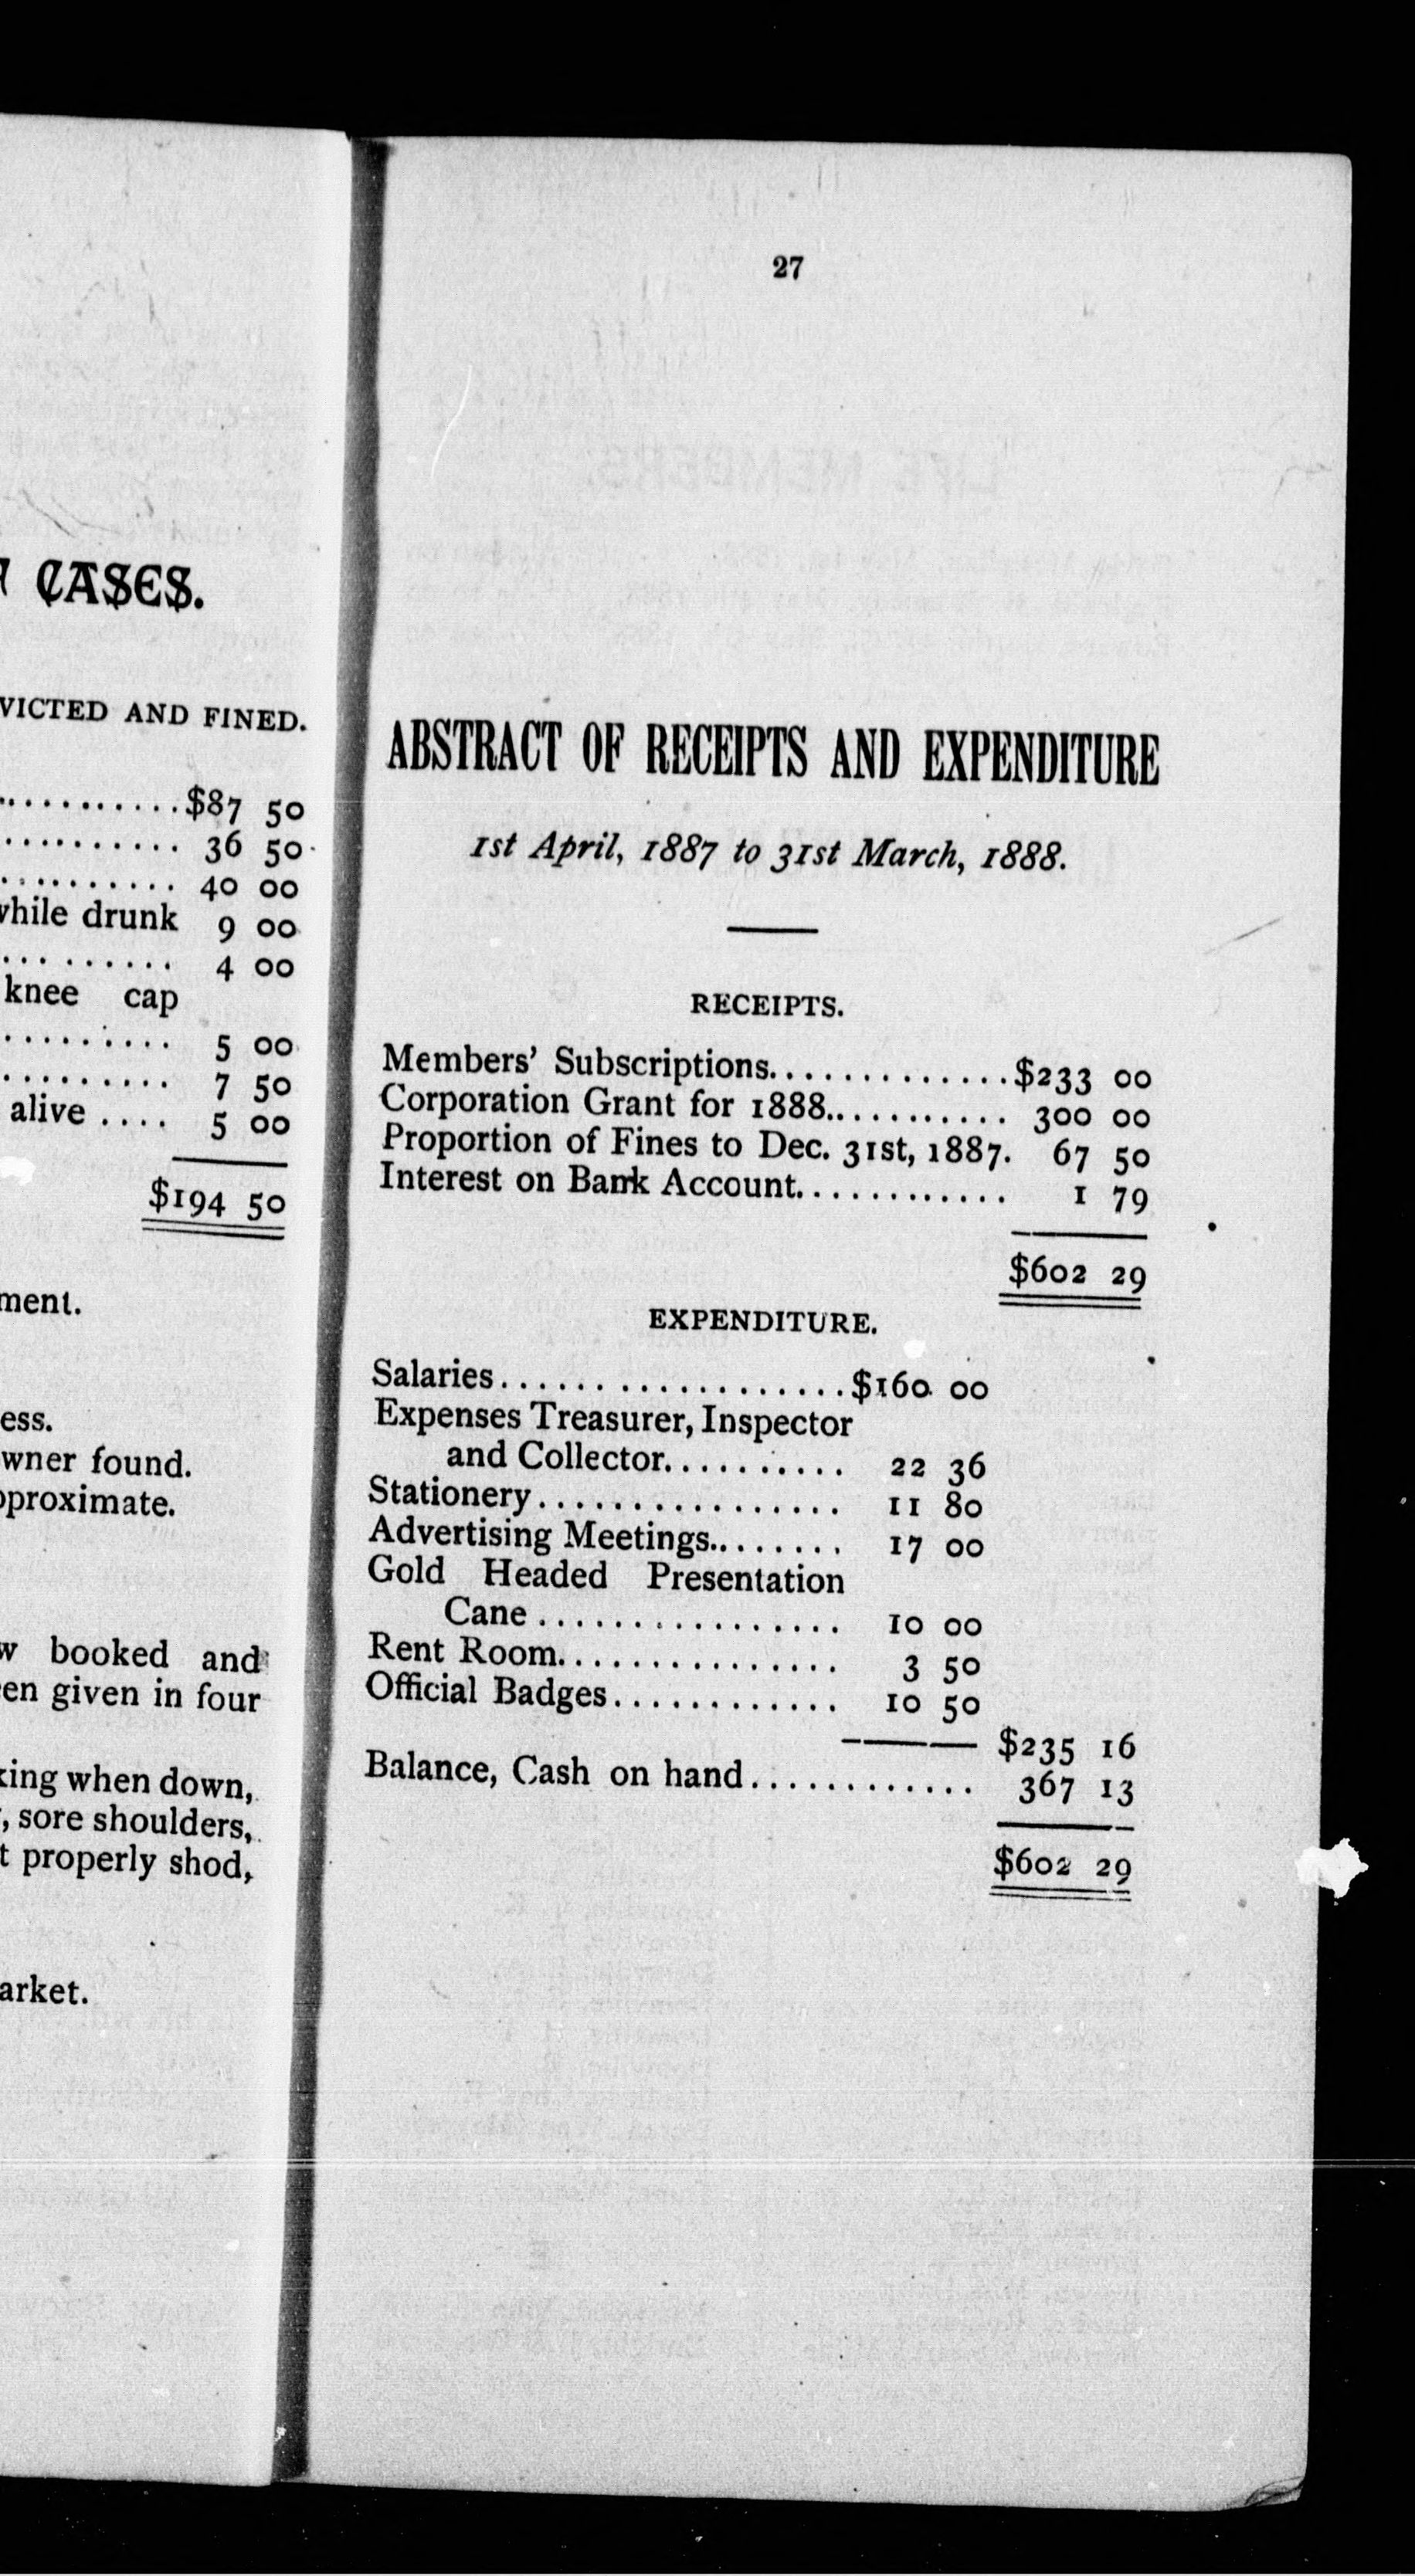 CASES.
VICTED AND FINED.
..........$87 50
.......... 36 50
.......... 40 00
while drunk 9 00
.......... 4 00
knee cap
.......... 5 00
.......... 7 50
alive .... 5 00
$194 50
ment.
ess.
wner found.
pproximate.
w booked and
en given in four
king when down,
, sore shoulders,
t properly shod,
arket.
27
ABSTRACT OF RECEIPTS AND EXPENDITURE
1st April, 1887 to 31st March, 1888.
RECEIPTS.
Members' Subscriptions.............$233 00
Corporation Grant for 1888........... 300 00
Proportion of Fines to Dec. 31st, 1887. 67 50
Interest on Bank Account............ 1 79
$602 29
EXPENDITURE.
Salaries...................$160 00
Expenses Treasurer, Inspector
and Collector.......... 22 36
Stationery................ 11 80
Advertising Meetings........ 17 00
Gold Headed Presentation
Cane................ 10 00
Rent Room............... 3 50
Official Badges............ 10 50
$235 16
Balance, Cash on hand............ 367 13
$602 29